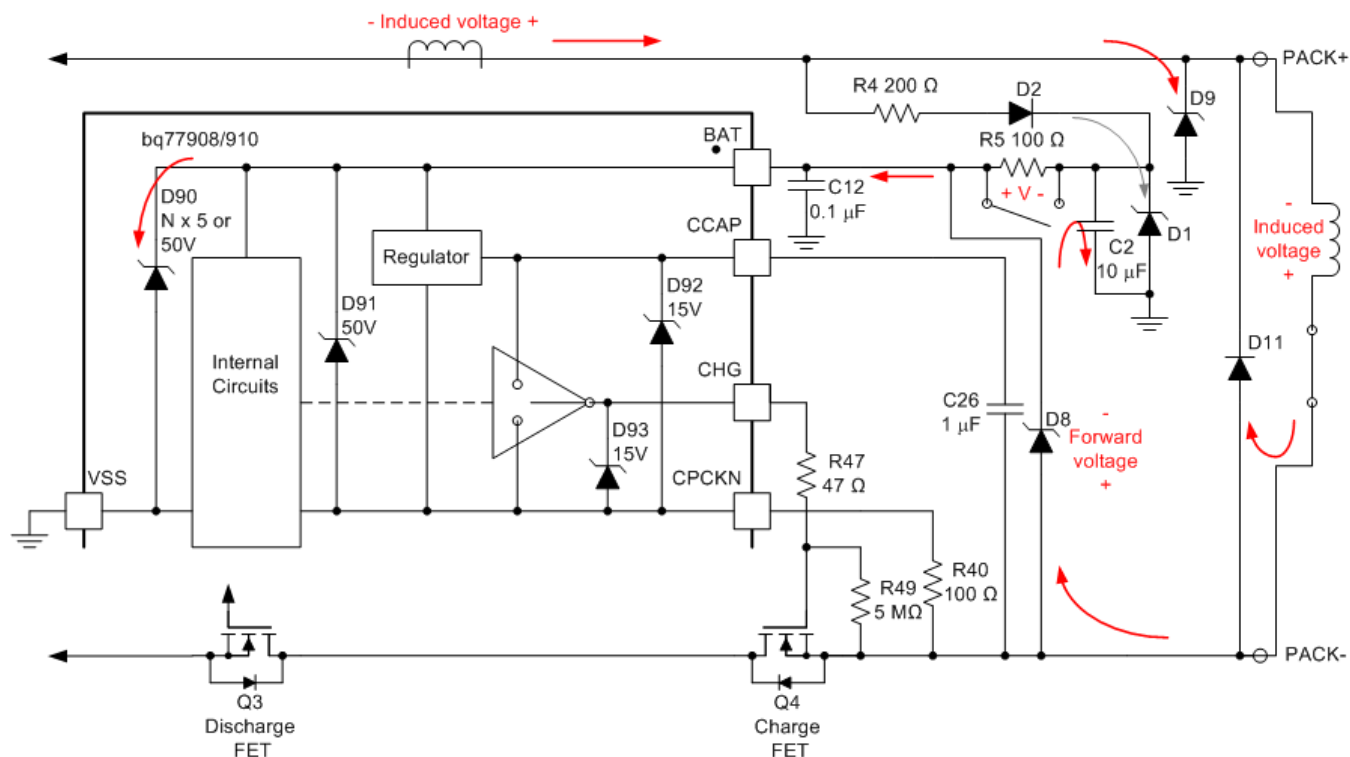 - Induced voltage +
PACK+
R4 200 Ω
D2
D9
bq77908/910
BAT
R5 100 Ω
D90
N x 5 or
50V
+ V -
C12
0.1 µF
C2
10 µF
D1
-
Induced
voltage
+
CCAP
Regulator
D91
50V
D92
15V
Internal
Circuits
CHG
D11
C26
1 µF
D8
-
Forward
voltage
+
D93
15V
R47
47 Ω
VSS
CPCKN
R49
5 MΩ
R40
100 Ω
PACK-
Q3
Discharge
FET
Q4
Charge
FET